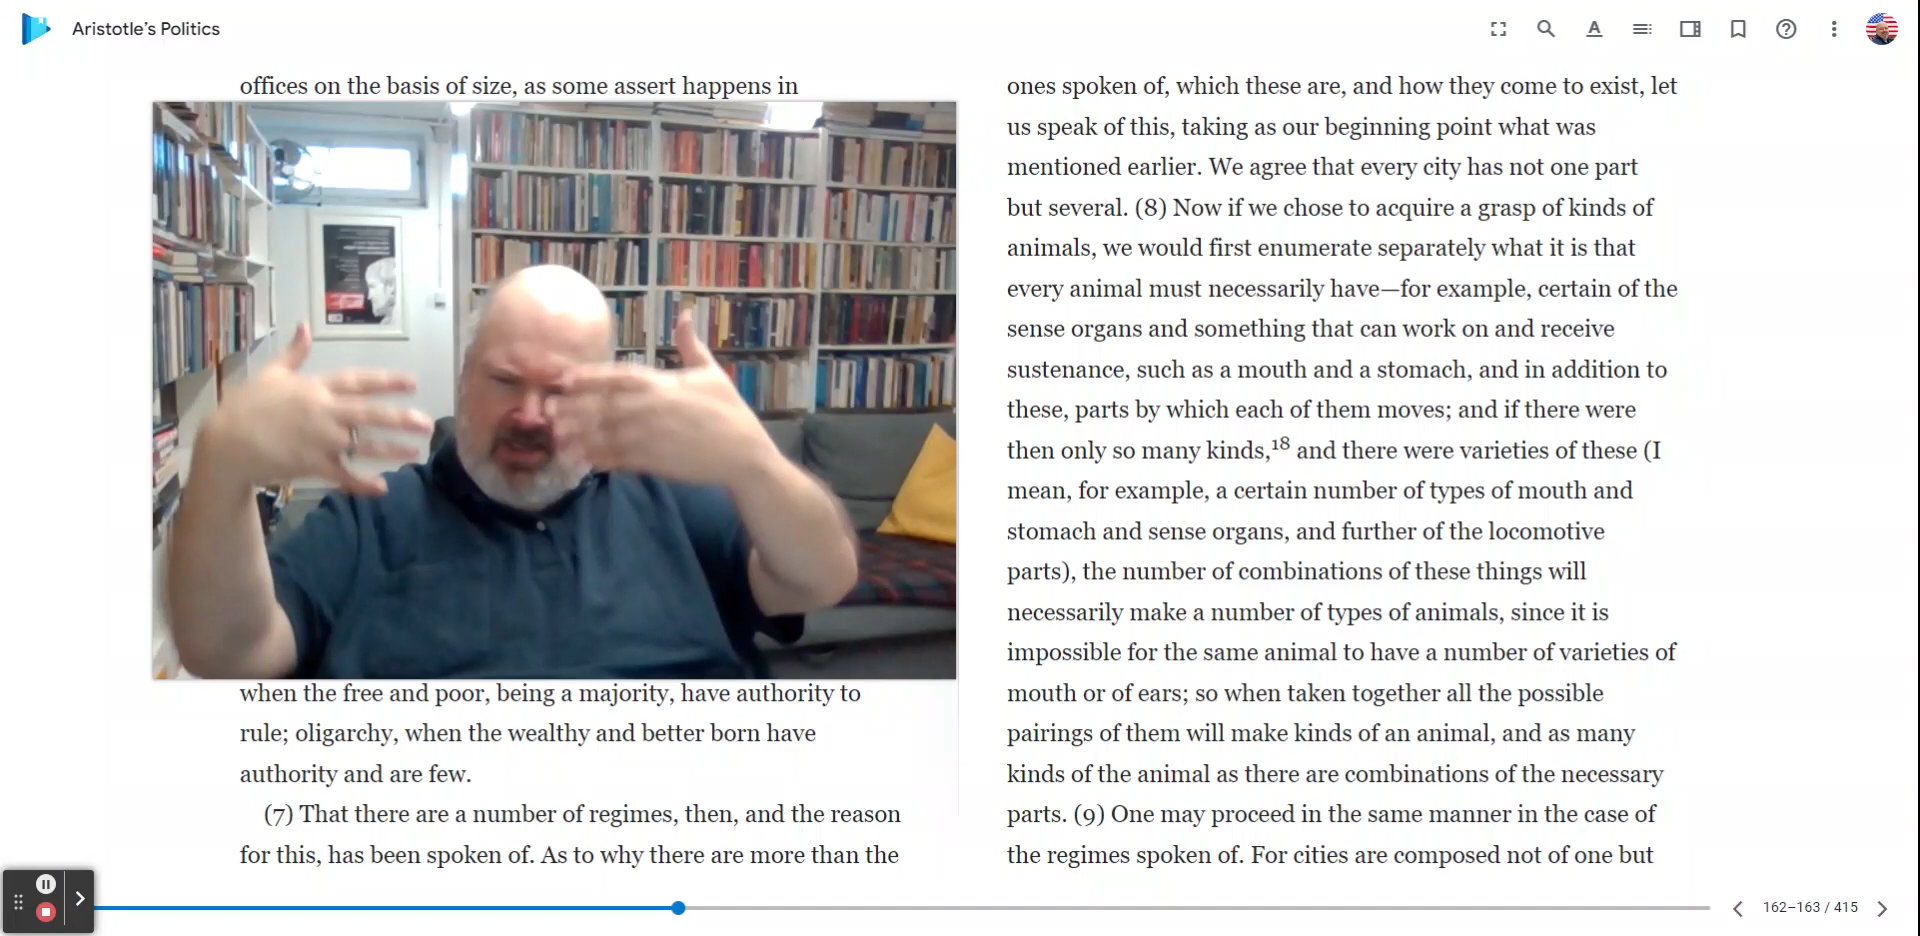 Aristotle's Politics
offices on the basis of size, as some assert happens in
when the free and poor, being a majority, have authority to
rule; oligarchy, when the wealthy and better born have
authority and are few.
(7) That there are a number of regimes, then, and the reason
for this, has been spoken of. As to why there are more than the
ones spoken of, which these are, and how they come to exist, let
us speak of this, taking as our beginning point what was
mentioned earlier. We agree that every city has not one part
but several. (8) Now if we chose to acquire a grasp of kinds of
animals, we would first enumerate separately what it is that
every animal must necessarily have—for example, certain of the
sense organs and something that can work on and receive
sustenance, such as a mouth and a stomach, and in addition to
these, parts by which each of them moves; and if there were
then only so many kinds,18 and there were varieties of these (I
mean, for example, a certain number of types of mouth and
stomach and sense organs, and further of the locomotive
parts), the number of combinations of these things will
necessarily make a number of types of animals, since it is
impossible for the same animal to have a number of varieties of
mouth or of ears; so when taken together all the possible
pairings of them will make kinds of an animal, and as many
kinds of the animal as there are combinations of the necessary
parts. (9) One may proceed in the same manner in the case of
the regimes spoken of. For cities are composed not of one but
162–163 / 415